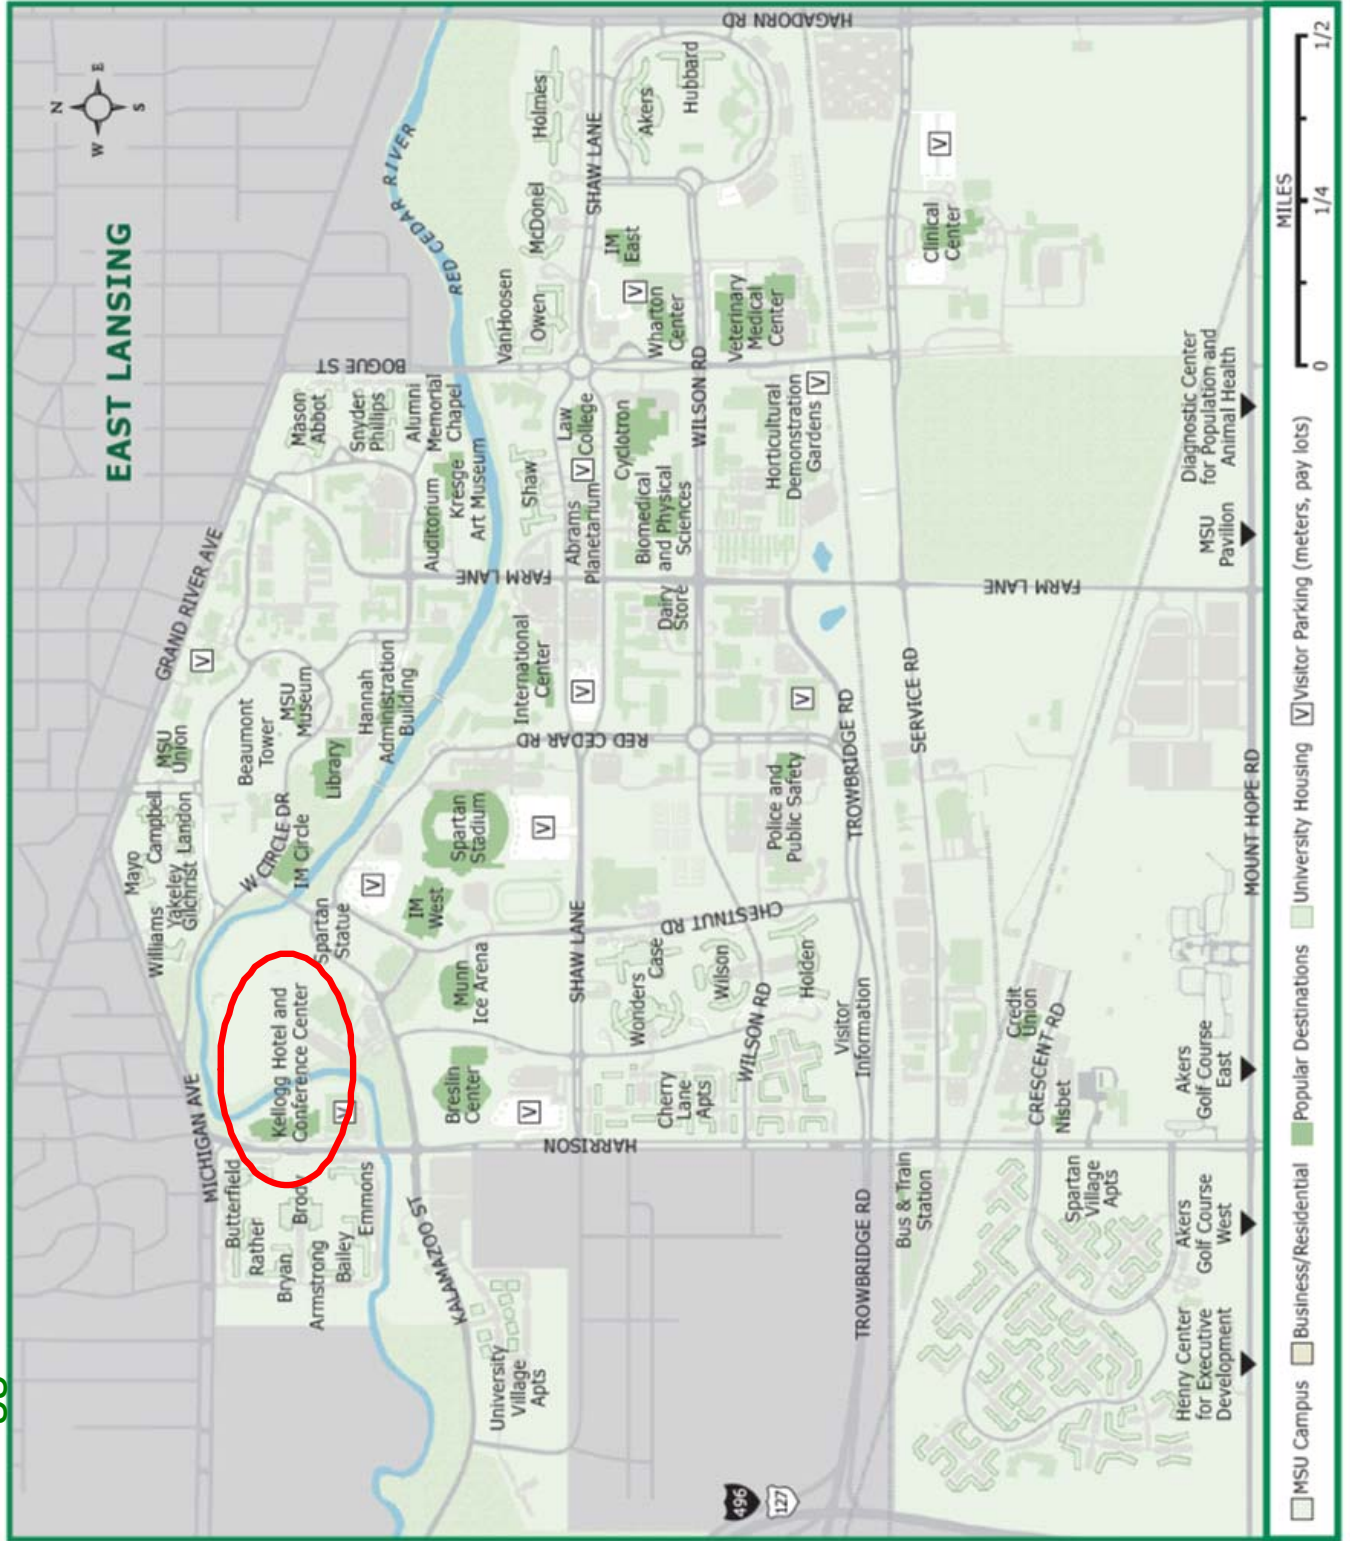 EAST LANSING
N
W
E
S
MICHIGAN AVE
GRAND RIVER AVE
BOGUE ST
RED CEDAR RIVER
HAGADORN RD
Butterfield
Rather
Bryan
Brody
Armstrong
Bailey
Emmons
Kellogg Hotel and
Conference Center
V
Williams
Mayo
Yakeley
Gilchrist
Campbell
Landon
MSU
Union
V
W CIRCLE DR
IM Circle
Beaumont
Tower
MSU
Museum
Library
Hannah
Administration
Building
Mason
Abbot
Snyder
Phillips
Alumni
Memorial
Chapel
Auditorium
Kresge
Art Museum
FARM LANE
Spartan
Statue
V
KALAMAZOO ST
University
Village
Apts
Breslin
Center
V
Munn
Ice Arena
IM
West
Spartan
Stadium
V
RED CEDAR RD
International
Center
V
Shaw
Abrams
Planetarium
V
Law
College
VanHoosen
Owen
McDonel
Holmes
SHAW LANE
SHAW LANE
HARRISON
Cherry
Lane
Apts
Wonders
Case
Wilson
Holden
WILSON RD
CHESTNUT RD
Dairy
Store
Biomedical
and Physical
Sciences
Cyclotron
WILSON RD
Wharton
Center
V
IM
East
Akers
Hubbard
Veterinary
Medical
Center
Horticultural
Demonstration
Gardens
V
Police and
Public Safety
V
Visitor
Information
TROWBRIDGE RD
TROWBRIDGE RD
SERVICE RD
FARM LANE
Clinical
Center
V
Bus & Train
Station
496
127
Credit
Union
CRESCENT RD
Nisbet
Spartan
Village
Apts
Henry Center
for Executive
Development
Akers
Golf Course
West
Akers
Golf Course
East
MOUNT HOPE RD
MSU
Pavilion
Diagnostic Center
for Population and
Animal Health
MSU Campus
Business/Residential
Popular Destinations
University Housing
V Visitor Parking (meters, pay lots)
MILES
0 1/4 1/2